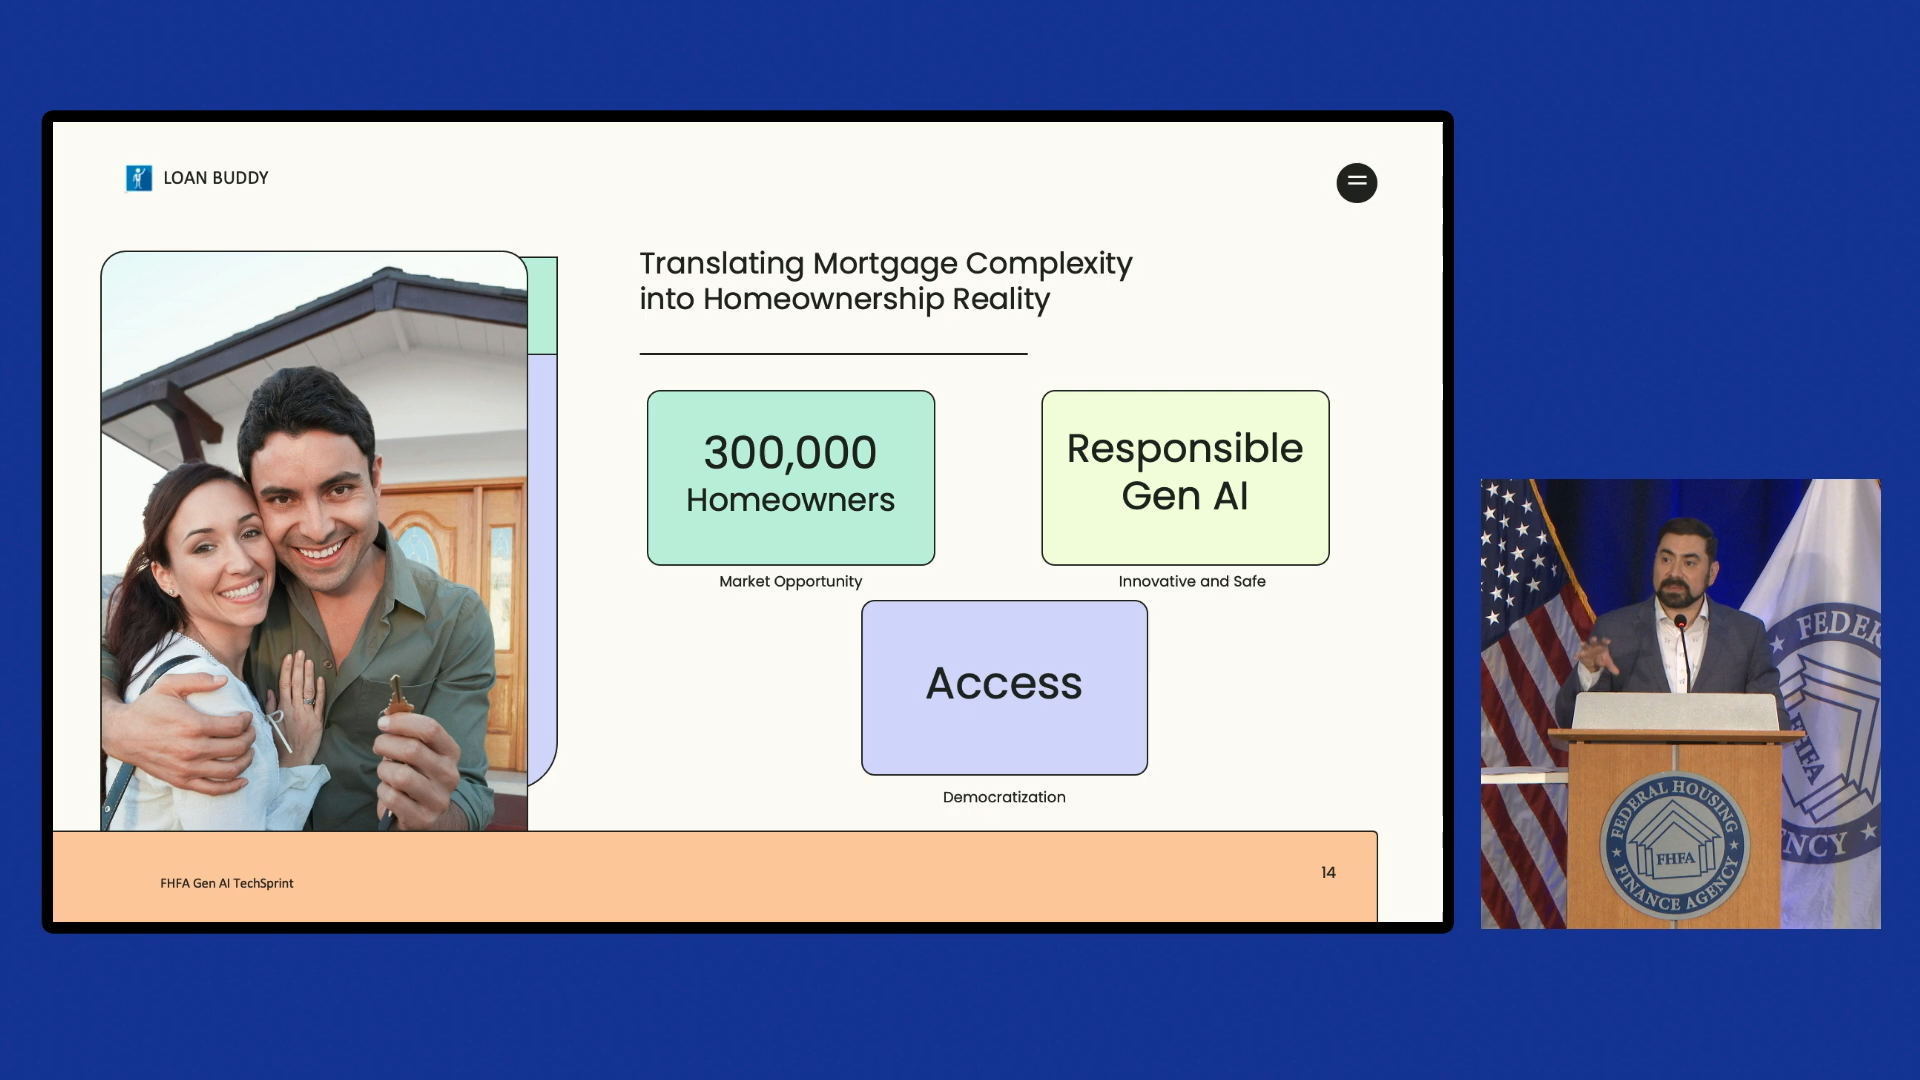 LOAN BUDDY
Translating Mortgage Complexity
into Homeownership Reality
300,000
Homeowners
Market Opportunity
Responsible
Gen AI
Innovative and Safe
Access
Democratization
FHFA Gen AI TechSprint
14
FEDERAL HOUSING
FHFA
FINANCE AGENCY
FHFA